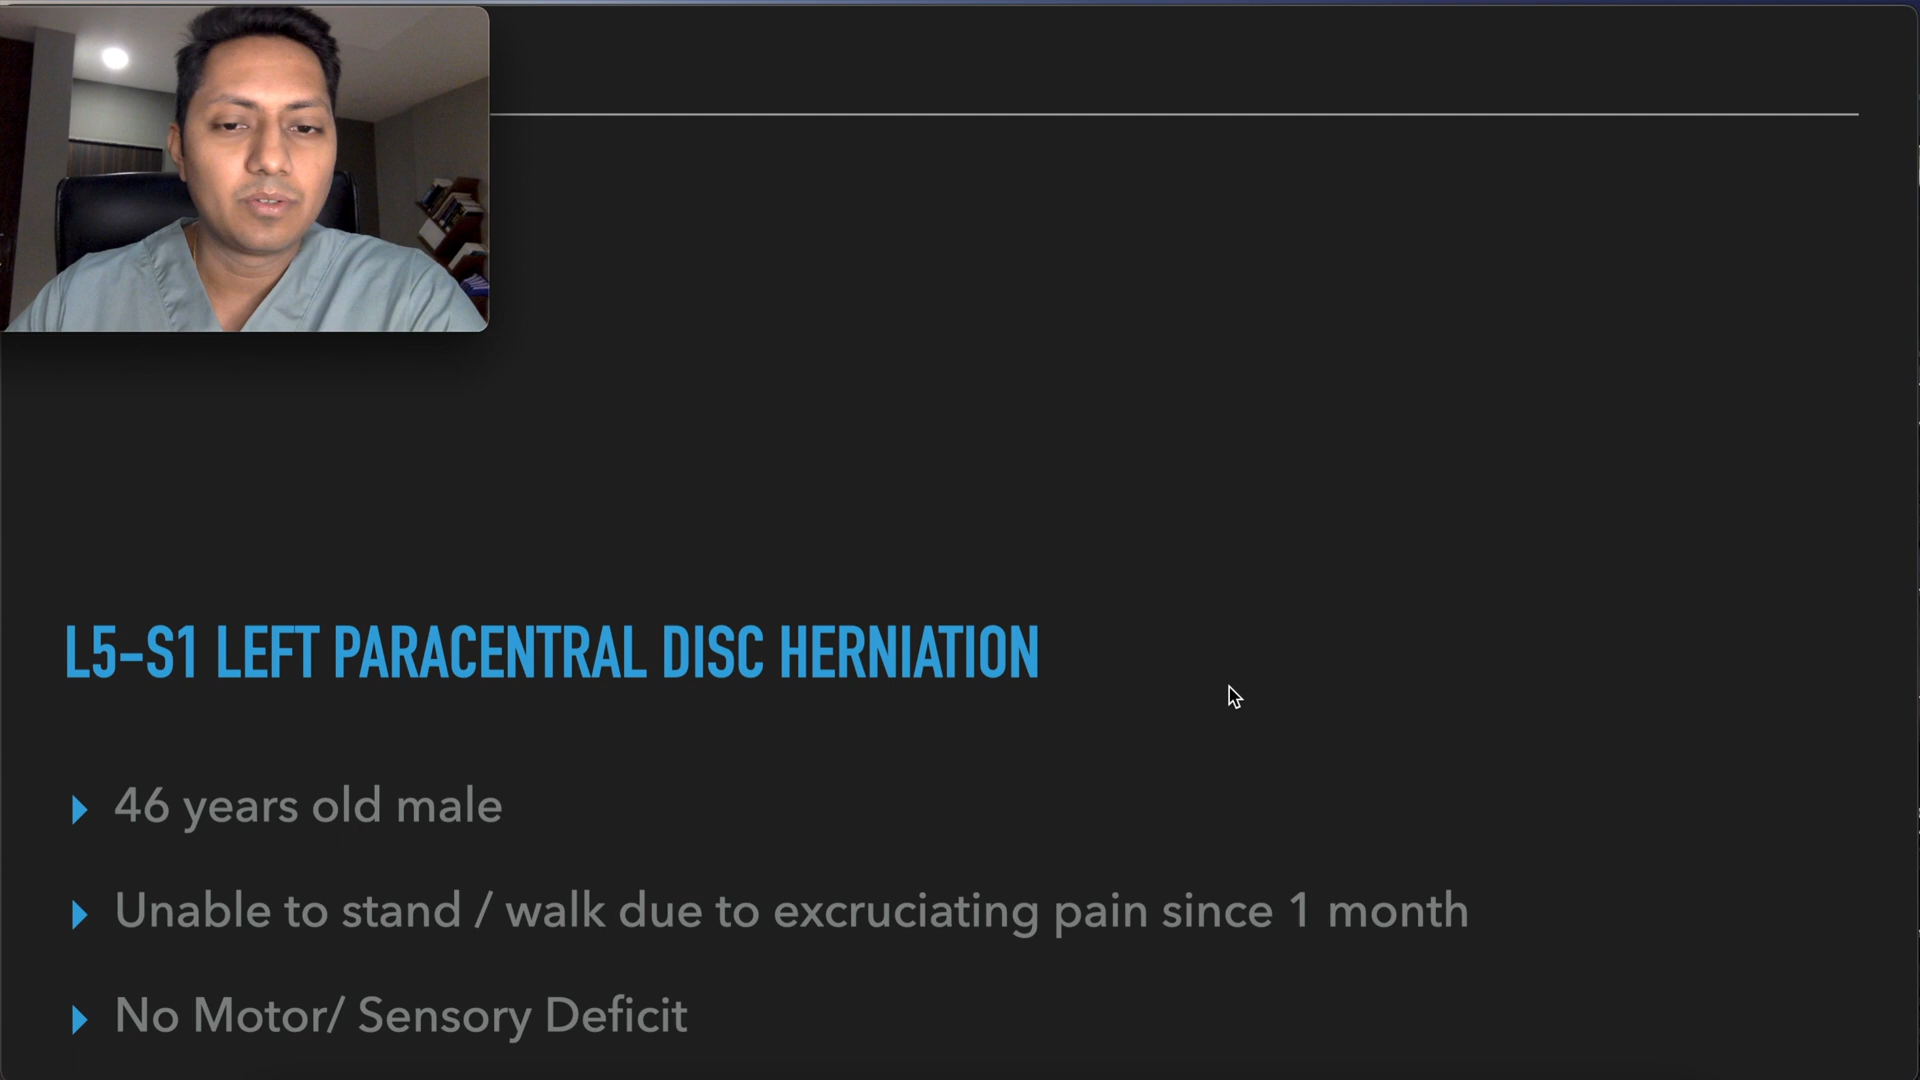 L5-S1 LEFT PARACENTRAL DISC HERNIATION
46 years old male
Unable to stand / walk due to excruciating pain since 1 month
No Motor/ Sensory Deficit